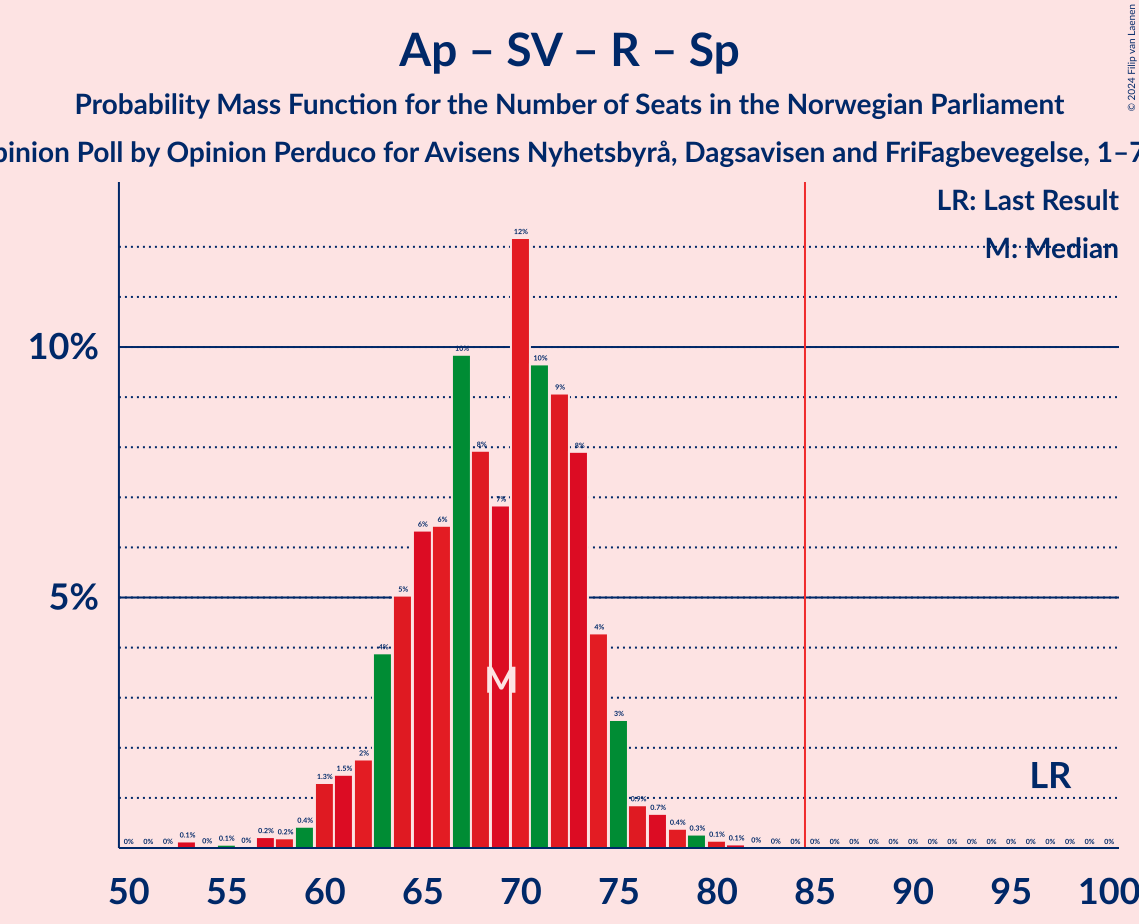 © 2024 Filip van Laenen
Ap – SV – R – Sp
Probability Mass Function for the Number of Seats in the Norwegian Parliament
pinion Poll by Opinion Perduco for Avisens Nyhetsbyrå, Dagsavisen and FriFagbevegelse, 1–7
LR: Last Result
M: Median
10%
5%
12%
10% 10%
9%
8% 8%
7%
6% 6%
5%
4% 4%
3%
M
LR
0% 0% 0% 0.1% 0% 0.1% 0% 0.2% 0.2% 0.4% 1.3% 1.5% 2% 0.9% 0.7% 0.4% 0.3% 0.1% 0.1% 0% 0% 0% 0% 0% 0% 0% 0% 0% 0% 0% 0% 0% 0% 0% 0% 0% 0% 0%
50 55 60 65 70 75 80 85 90 95 100